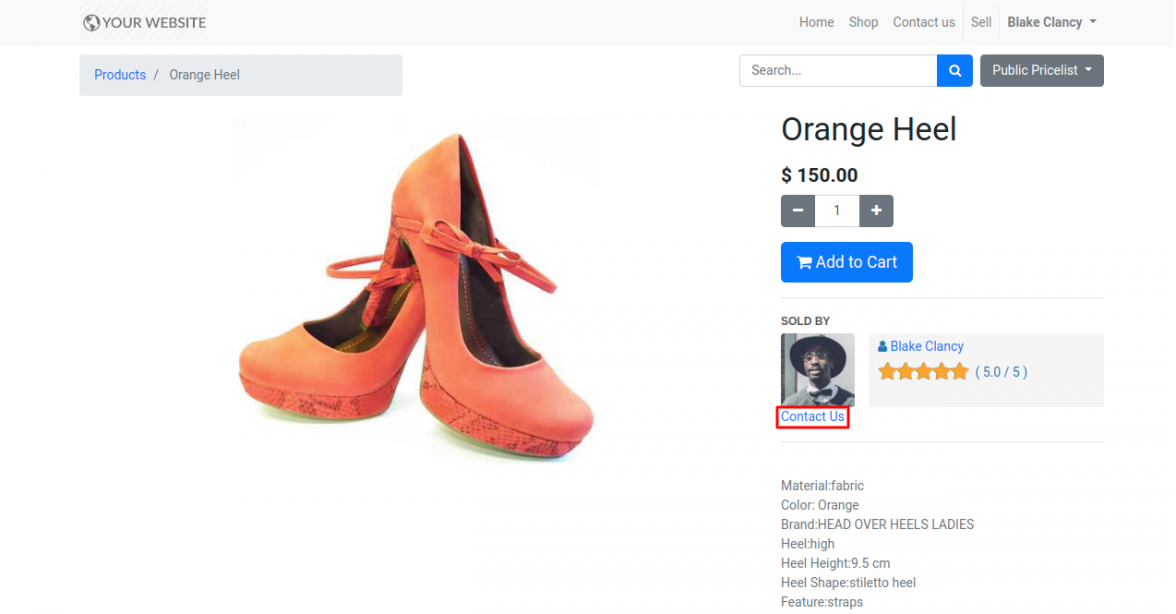 YOUR WEBSITE
Home Shop Contact us Sell Blake Clancy
Products / Orange Heel
Search...
Public Pricelist
Orange Heel
$ 150.00
1
Add to Cart
SOLD BY
Blake Clancy
( 5.0 / 5 )
Contact Us
Material:fabric
Color: Orange
Brand:HEAD OVER HEELS LADIES
Heel:high
Heel Height:9.5 cm
Heel Shape:stiletto heel
Feature:straps